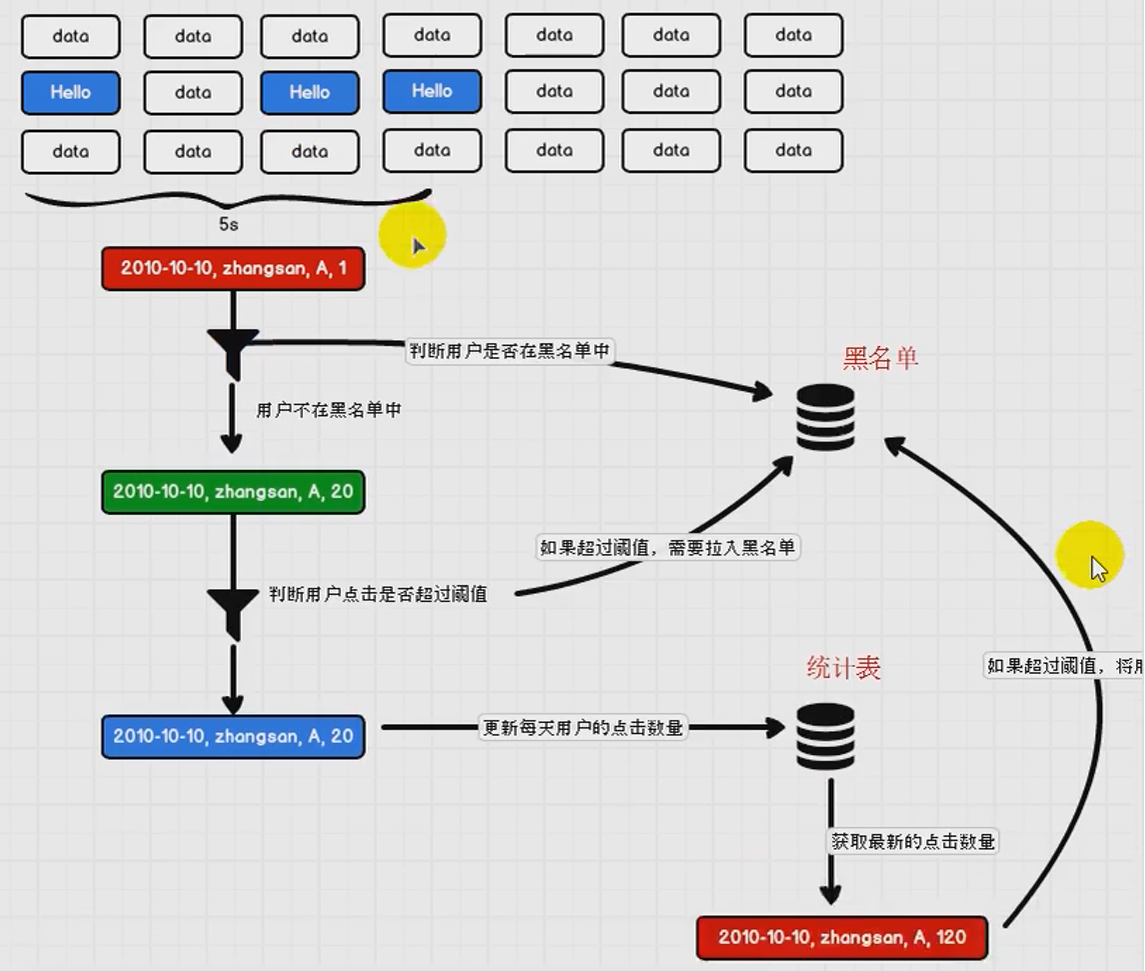 data data data data data data data
Hello data Hello Hello data data data
data data data data data data data
5s
2010-10-10, zhangsan, A, 1
判断用户是否在黑名单中
黑名单
用户不在黑名单中
2010-10-10, zhangsan, A, 20
如果超过阈值，需要拉入黑名单
判断用户点击是否超过阈值
统计表
如果超过阈值，将用
2010-10-10, zhangsan, A, 20
更新每天用户的点击数量
获取最新的点击数量
2010-10-10, zhangsan, A, 120